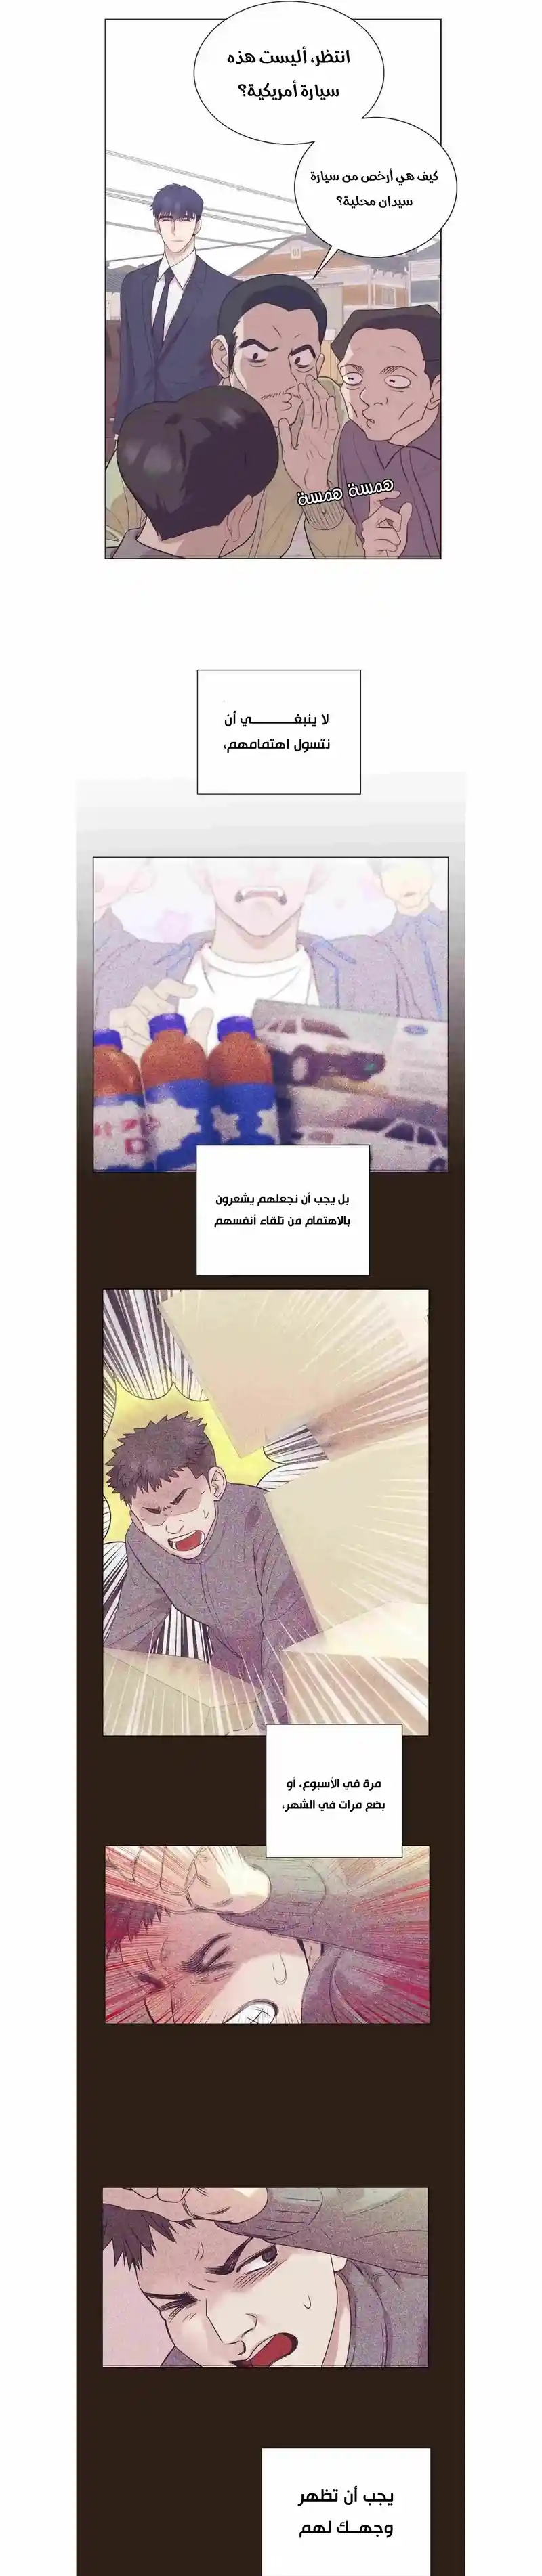 انتظر، أليست هذه
سيارة أمريكية؟
كيف هي أرخص من سيارة
سيدان محلية؟
همسة همسة
لا ينبغـــــــــي أن
نتسول اهتمامهم،
بل يجب أن نجعلهم يشعرون
بالاهتمام من تلقاء أنفسهم
مرة في الأسبوع، أو
بضع مرات في الشهر،
يجب أن تظهر
وجهــك لهم